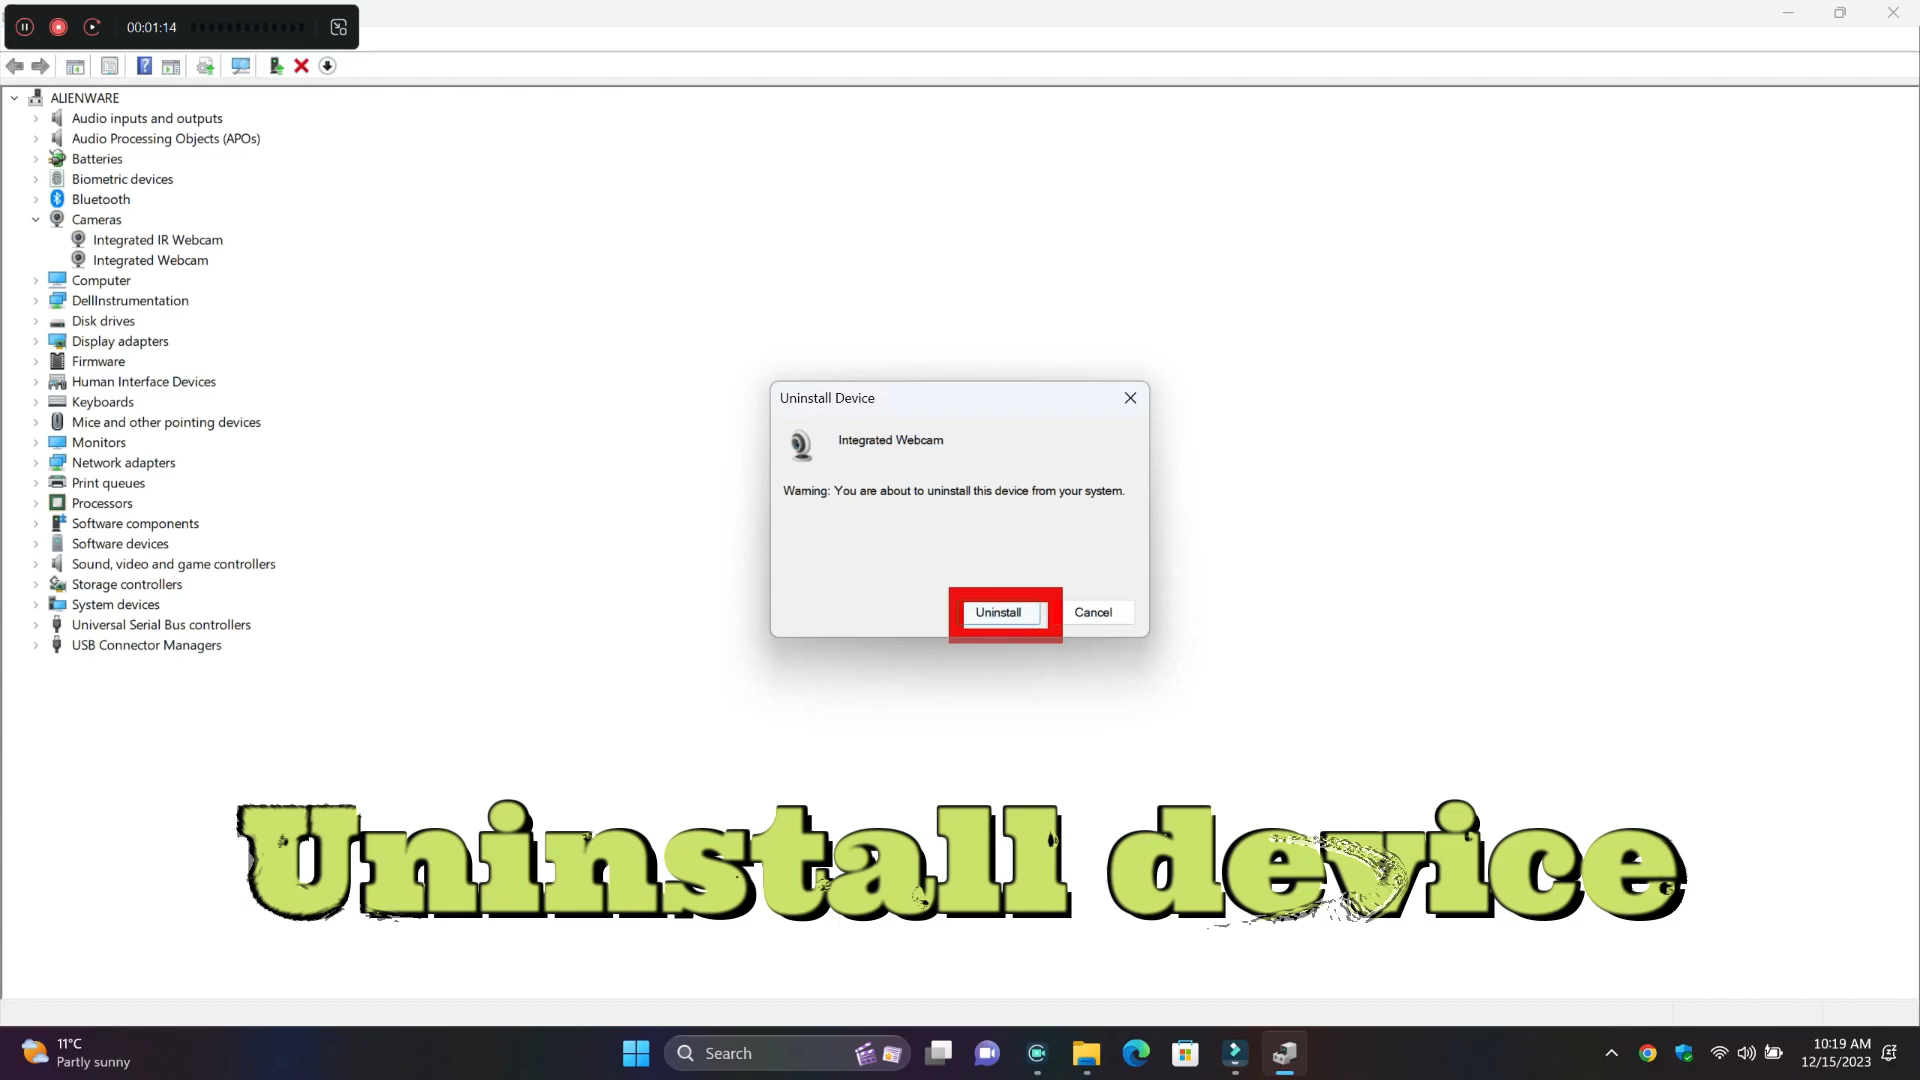 00:01:14
ALIENWARE
Audio inputs and outputs
Audio Processing Objects (APOs)
Batteries
Biometric devices
Bluetooth
Cameras
Integrated IR Webcam
Integrated Webcam
Computer
DellInstrumentation
Disk drives
Display adapters
Firmware
Human Interface Devices
Keyboards
Mice and other pointing devices
Monitors
Network adapters
Print queues
Processors
Software components
Software devices
Sound, video and game controllers
Storage controllers
System devices
Universal Serial Bus controllers
USB Connector Managers
Uninstall Device
Integrated Webcam
Warning: You are about to uninstall this device from your system.
Uninstall
Cancel
Uninstall device
11°C
Partly sunny
Search
10:19 AM
12/15/2023